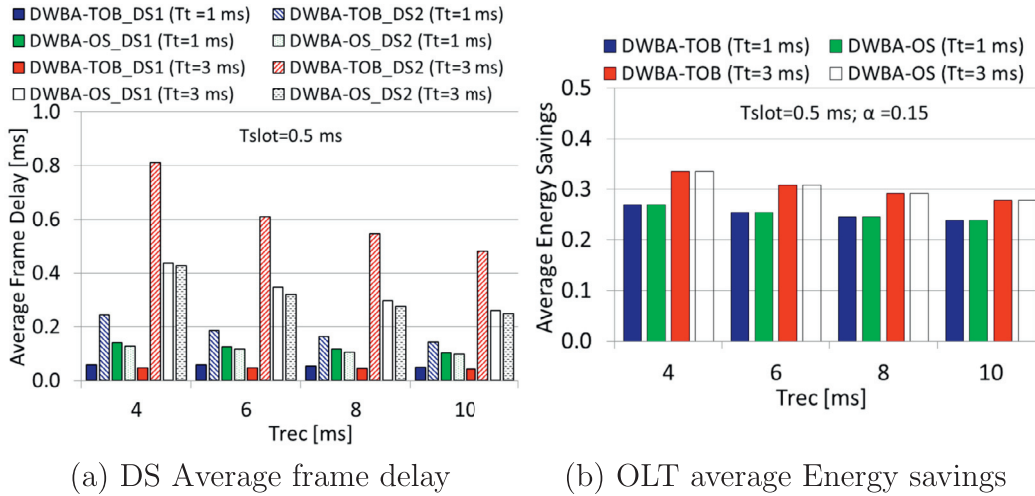 DWBA-TOB_DS1 (Tt =1 ms) DWBA-TOB_DS2 (Tt=1 ms)
DWBA-OS_DS1 (Tt=1 ms) DWBA-OS_DS2 (Tt=1 ms)
DWBA-TOB_DS1 (Tt=3 ms) DWBA-TOB_DS2 (Tt=3 ms)
DWBA-OS_DS1 (Tt=3 ms) DWBA-OS_DS2 (Tt=3 ms)
Average Frame Delay [ms]
1.0
0.8
0.6
0.4
0.2
0.0
Tslot=0.5 ms
4 6 8 10
Trec [ms]
(a) DS Average frame delay
DWBA-TOB (Tt=1 ms) DWBA-OS (Tt=1 ms)
DWBA-TOB (Tt=3 ms) DWBA-OS (Tt=3 ms)
Average Energy Savings
0.5
0.4
0.3
0.2
0.1
0.0
Tslot=0.5 ms; α =0.15
4 6 8 10
Trec [ms]
(b) OLT average Energy savings